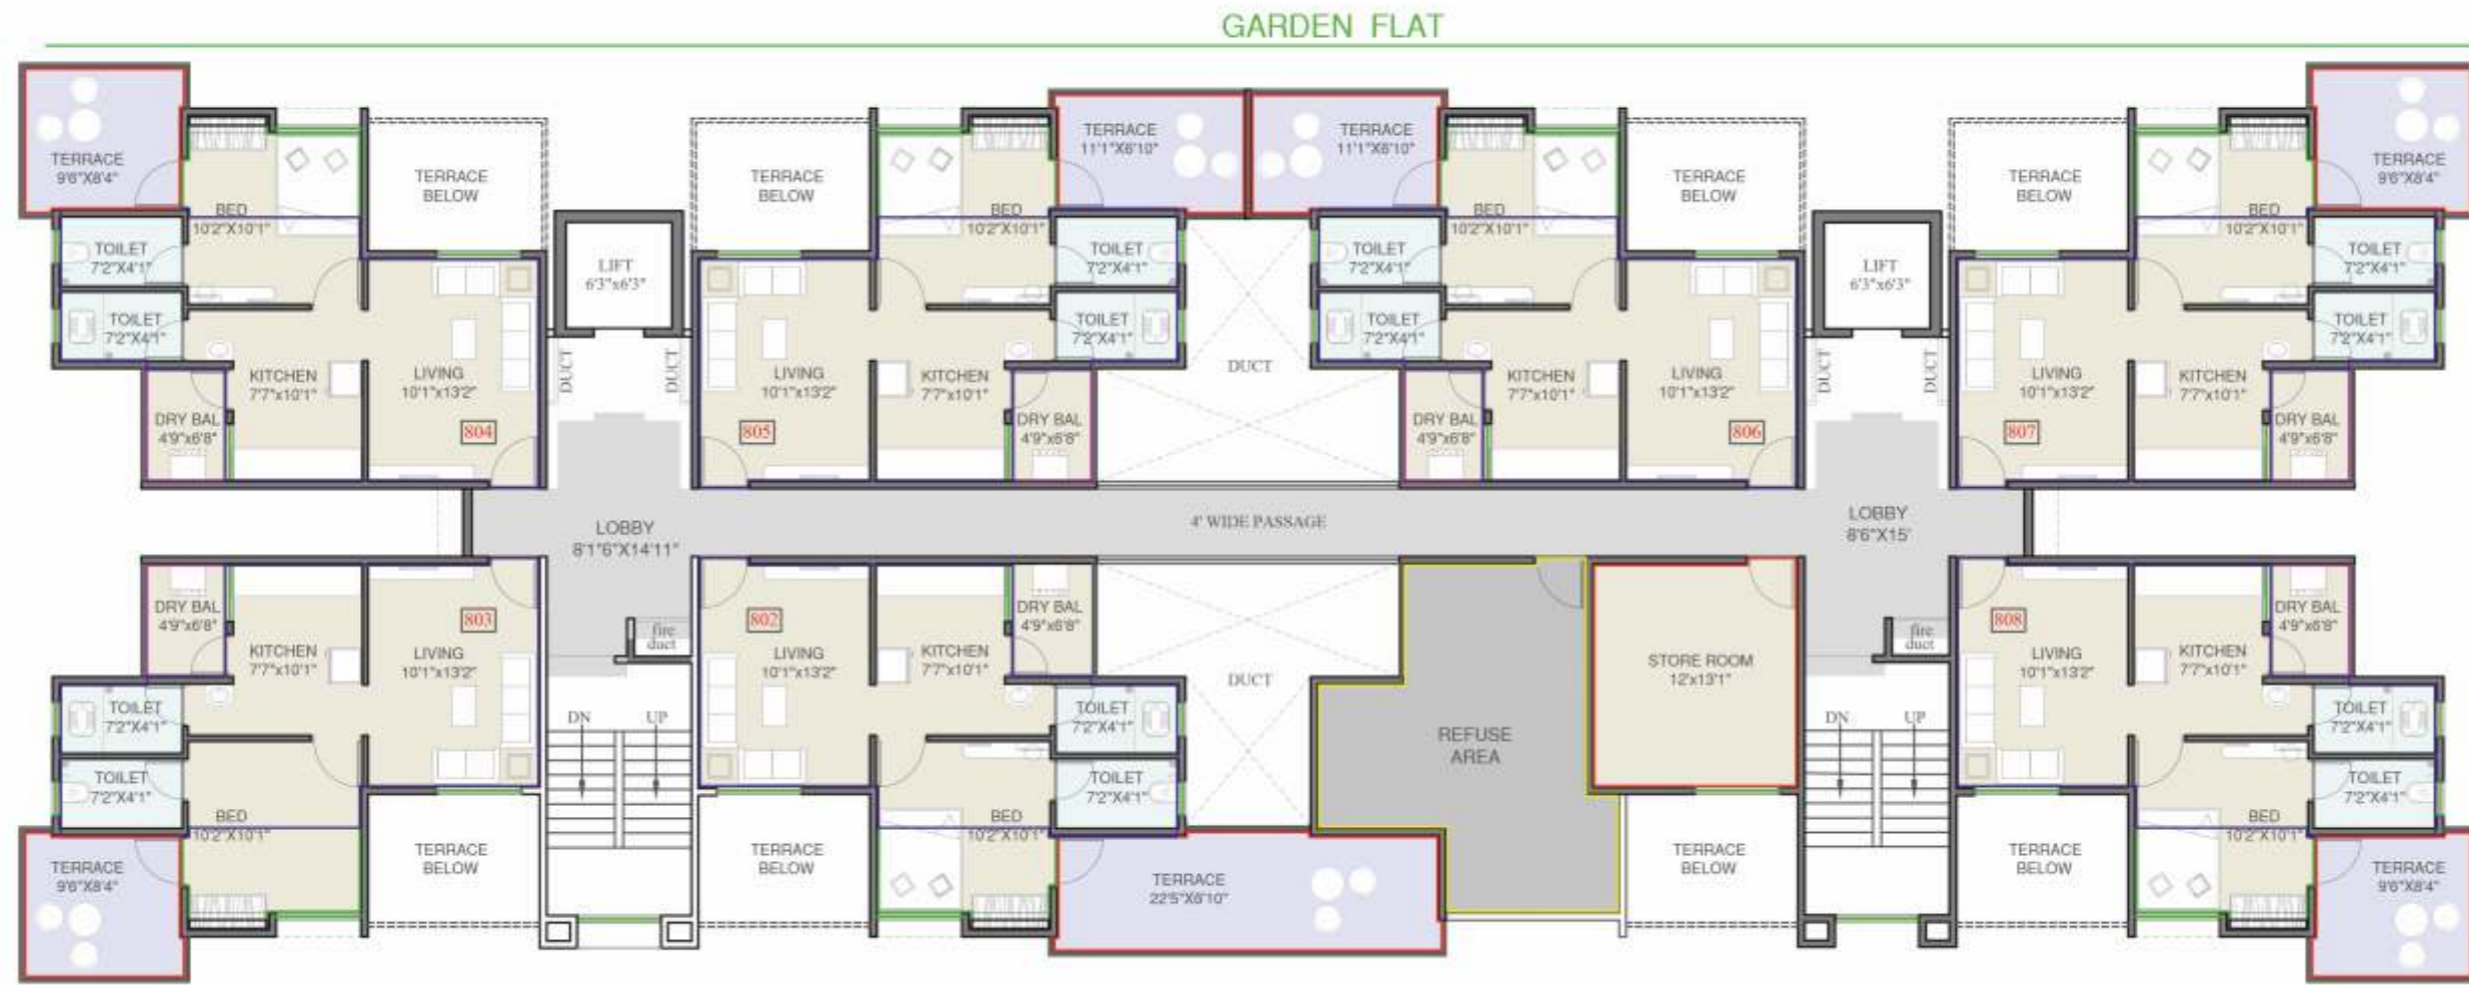 GARDEN FLAT
TERRACE
9'6"X8'4"
TERRACE
BELOW
BED
10'2"X10'1"
TOILET
7'2"X4'1"
TOILET
7'2"X4'1"
KITCHEN
7'7"x10'1"
LIVING
10'1"x13'2"
DRY BAL
4'9"x6'8"
804
LIFT
6'3"x6'3"
DUCT
DUCT
TERRACE
BELOW
BED
10'2"X10'1"
TERRACE
11'1"X6'10"
TOILET
7'2"X4'1"
TOILET
7'2"X4'1"
LIVING
10'1"x13'2"
KITCHEN
7'7"x10'1"
DRY BAL
4'9"x6'8"
805
DUCT
TERRACE
11'1"X6'10"
BED
10'2"X10'1"
TERRACE
BELOW
TOILET
7'2"X4'1"
TOILET
7'2"X4'1"
KITCHEN
7'7"x10'1"
LIVING
10'1"x13'2"
DRY BAL
4'9"x6'8"
806
LIFT
6'3"x6'3"
DUCT
DUCT
TERRACE
BELOW
BED
10'2"X10'1"
TERRACE
9'6"X8'4"
TOILET
7'2"X4'1"
TOILET
7'2"X4'1"
LIVING
10'1"x13'2"
KITCHEN
7'7"x10'1"
DRY BAL
4'9"x6'8"
807
LOBBY
8'1"6"X14'11"
4' WIDE PASSAGE
LOBBY
8'6"X15'
DRY BAL
4'9"x6'8"
803
KITCHEN
7'7"x10'1"
LIVING
10'1"x13'2"
TOILET
7'2"X4'1"
TOILET
7'2"X4'1"
BED
10'2"X10'1"
TERRACE
9'6"X8'4"
TERRACE
BELOW
fire
duct
DN
UP
802
DRY BAL
4'9"x6'8"
LIVING
10'1"x13'2"
KITCHEN
7'7"x10'1"
TOILET
7'2"X4'1"
TOILET
7'2"X4'1"
BED
10'2"X10'1"
TERRACE
BELOW
TERRACE
22'5"X6'10"
DUCT
REFUSE
AREA
STORE ROOM
12'x13'1"
TERRACE
BELOW
fire
duct
DN
UP
808
DRY BAL
4'9"x6'8"
LIVING
10'1"x13'2"
KITCHEN
7'7"x10'1"
TOILET
7'2"X4'1"
TOILET
7'2"X4'1"
BED
10'2"X10'1"
TERRACE
BELOW
TERRACE
9'6"X8'4"